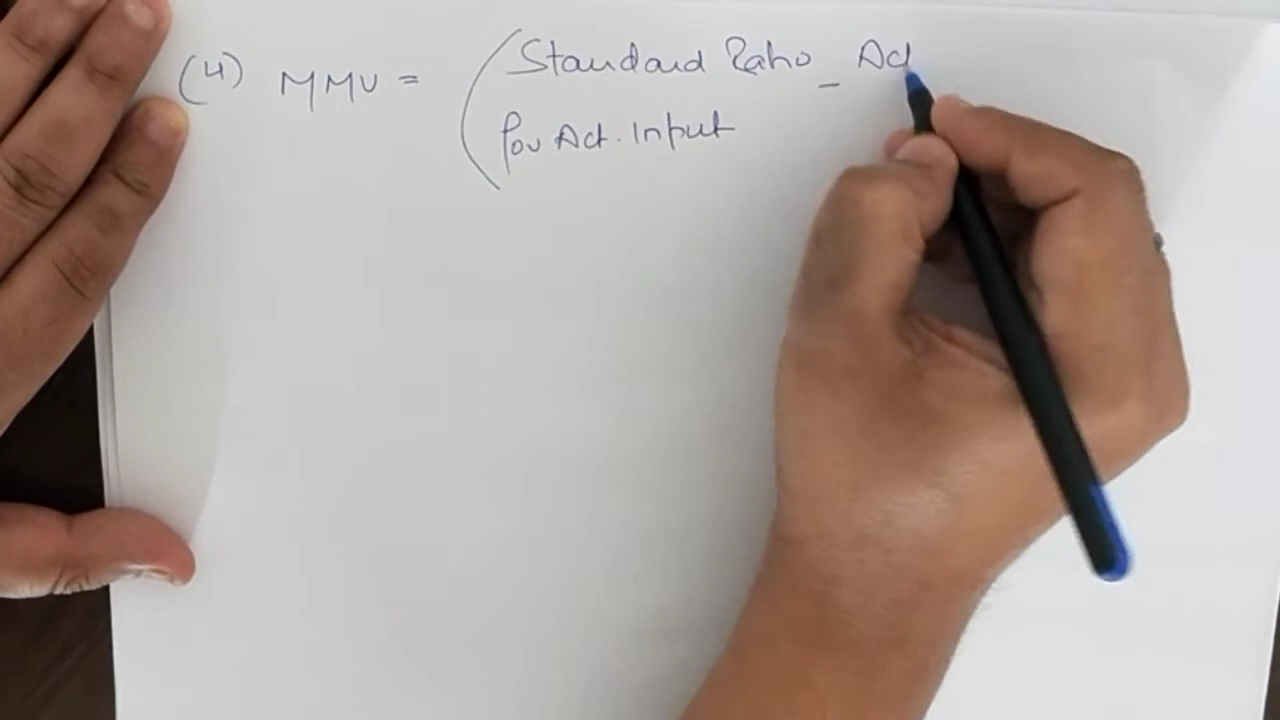 (4) MMV = (Standard Ratio - Act
for Act. Input